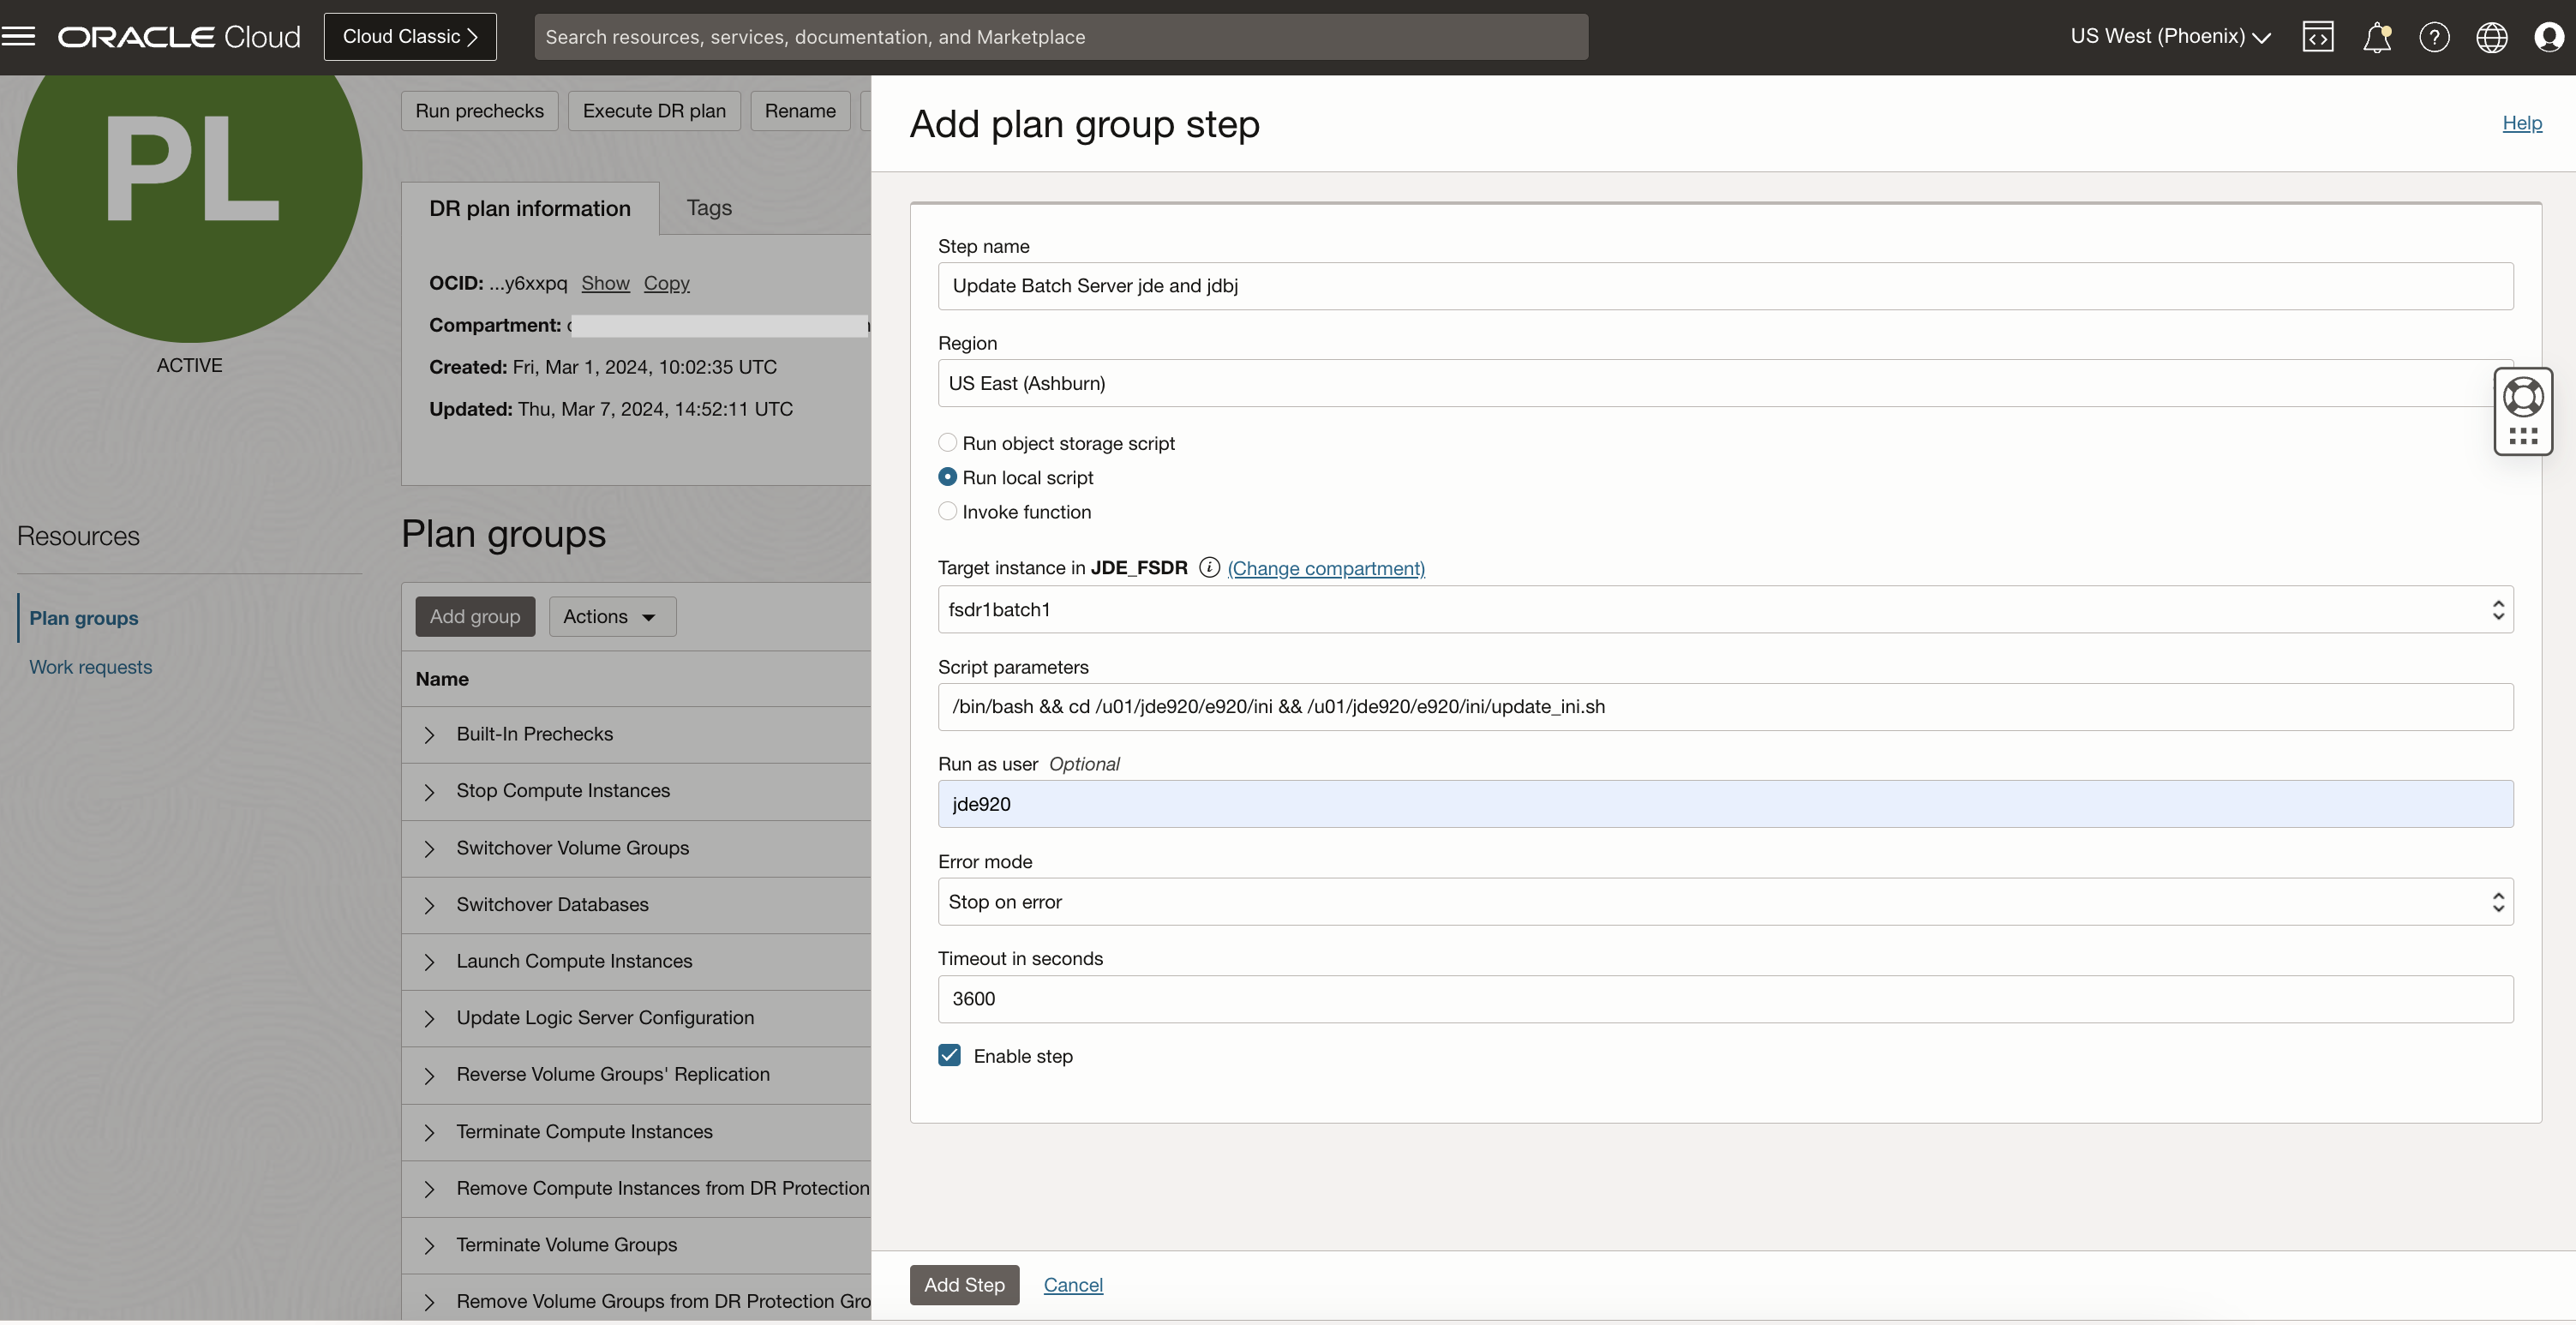 ORACLE Cloud
Cloud Classic
Search resources, services, documentation, and Marketplace
US West (Phoenix)
PL
ACTIVE
Resources
Plan groups
Work requests
Run prechecks
Execute DR plan
Rename
DR plan information
Tags
OCID: ...y6xxpq Show Copy
Compartment:
Created: Fri, Mar 1, 2024, 10:02:35 UTC
Updated: Thu, Mar 7, 2024, 14:52:11 UTC
Plan groups
Add group
Actions
Name
Built-In Prechecks
Stop Compute Instances
Switchover Volume Groups
Switchover Databases
Launch Compute Instances
Update Logic Server Configuration
Reverse Volume Groups' Replication
Terminate Compute Instances
Remove Compute Instances from DR Protection
Terminate Volume Groups
Remove Volume Groups from DR Protection Gro
Add plan group step
Help
Step name
Update Batch Server jde and jdbj
Region
US East (Ashburn)
Run object storage script
Run local script
Invoke function
Target instance in JDE_FSDR (Change compartment)
fsdr1batch1
Script parameters
/bin/bash && cd /u01/jde920/e920/ini && /u01/jde920/e920/ini/update_ini.sh
Run as user Optional
jde920
Error mode
Stop on error
Timeout in seconds
3600
Enable step
Add Step
Cancel